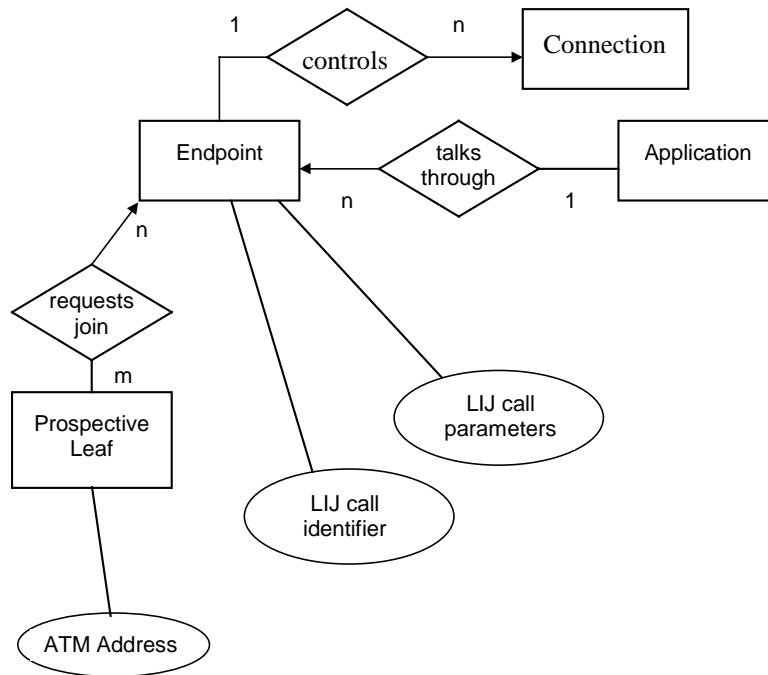 1
n
controls
Connection
Endpoint
talks
through
Application
n
1
n
requests
join
m
Prospective
Leaf
LIJ call
parameters
LIJ call
identifier
ATM Address